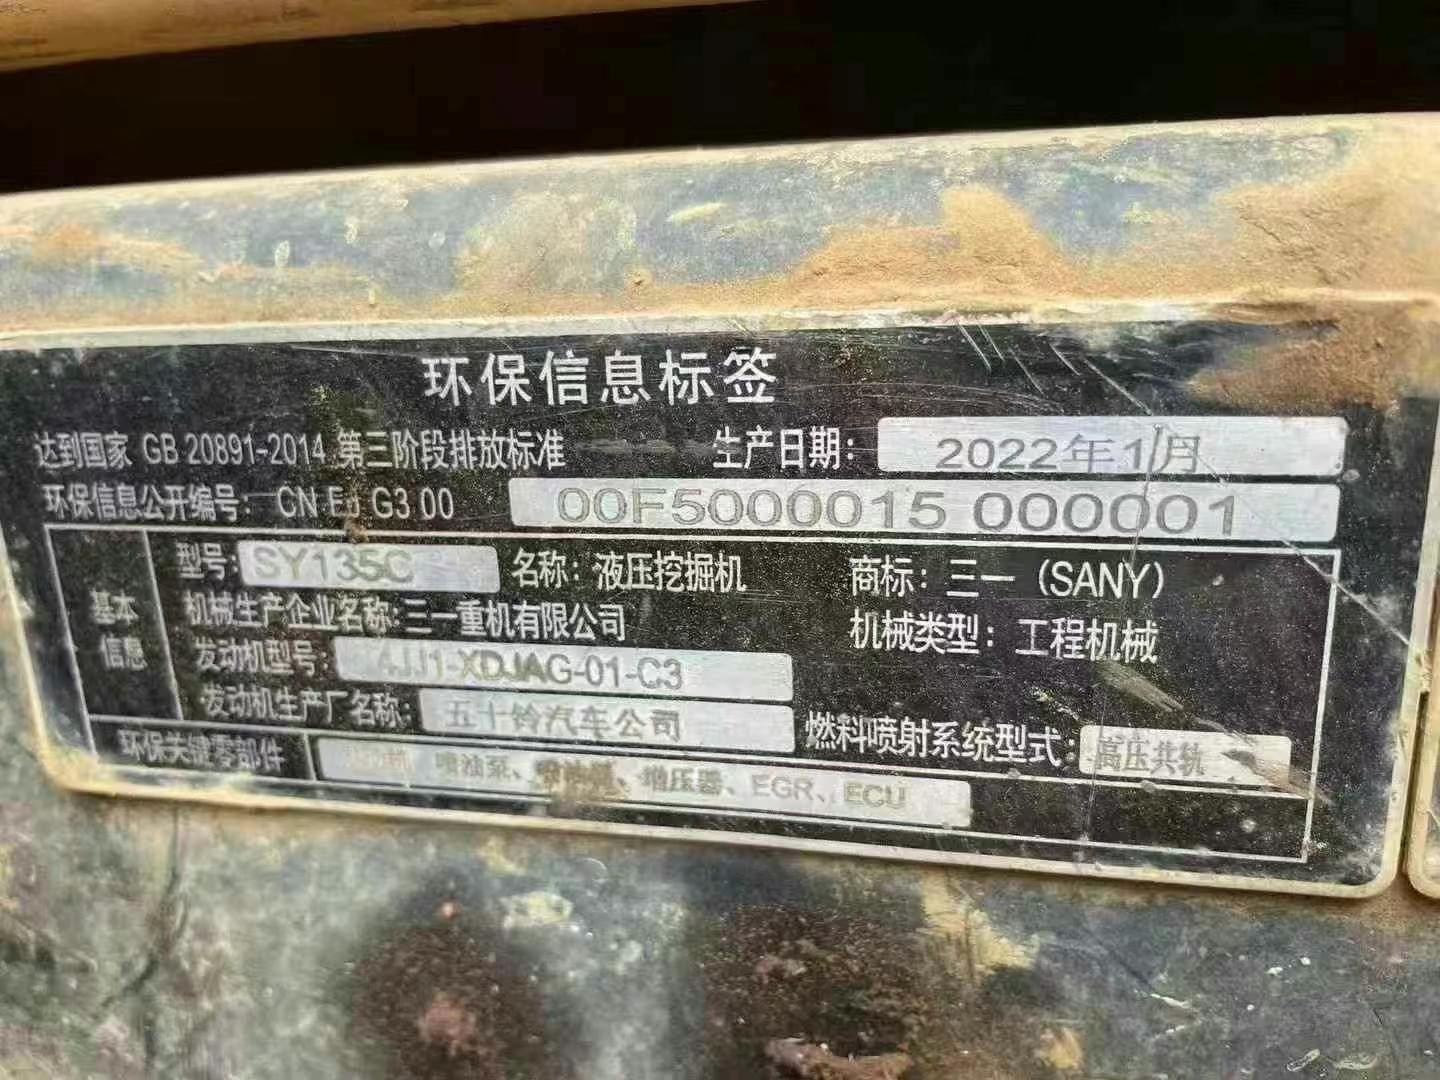 环保信息标签
达到国家 GB 20891-2014 第三阶段排放标准 生产日期: 2022年1月
环保信息公开编号: CN EJ G3 00 00F5000015 000001
基本信息
型号: SY135C 名称: 液压挖掘机 商标: 三一 (SANY)
机械生产企业名称: 三一重机有限公司 机械类型: 工程机械
发动机型号: 4JJ1-XDJAG-01-C3
发动机生产厂名称: 五十铃汽车公司 燃料喷射系统型式: 高压共轨
环保关键零部件 喷油泵、增压器、EGR、ECU